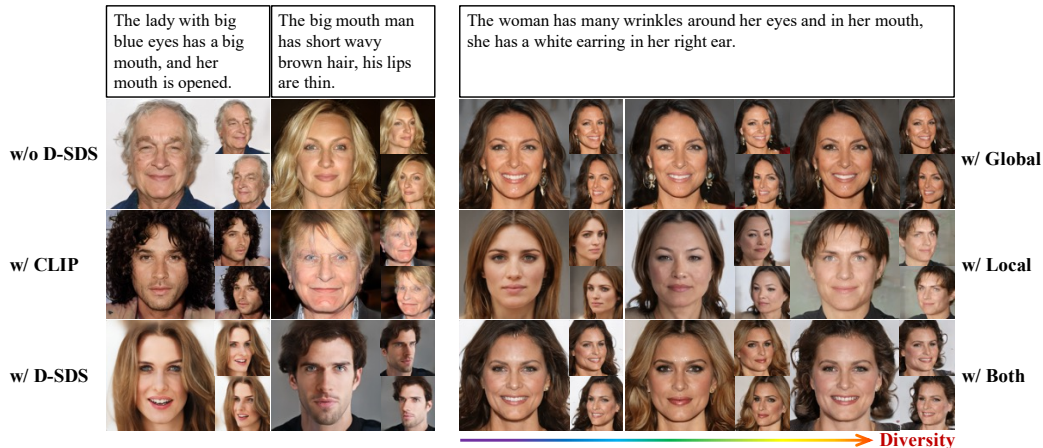 The lady with big
blue eyes has a big
mouth, and her
mouth is opened.
The big mouth man
has short wavy
brown hair, his lips
are thin.
The woman has many wrinkles around her eyes and in her mouth,
she has a white earring in her right ear.
w/o D-SDS
w/ Global
w/ CLIP
w/ Local
w/ D-SDS
w/ Both
Diversity